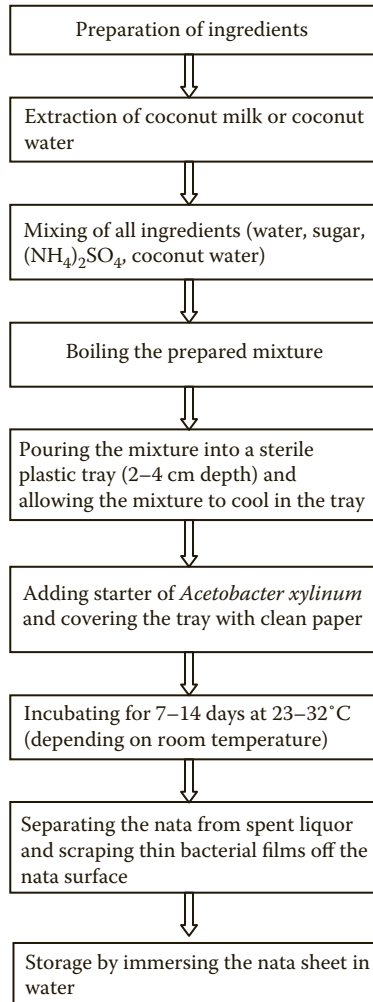 Preparation of ingredients
Extraction of coconut milk or coconut
water
Mixing of all ingredients (water, sugar,
(NH₄)₂SO₄, coconut water)
Boiling the prepared mixture
Pouring the mixture into a sterile
plastic tray (2–4 cm depth) and
allowing the mixture to cool in the tray
Adding starter of Acetobacter xylinum
and covering the tray with clean paper
Incubating for 7–14 days at 23–32˚C
(depending on room temperature)
Separating the nata from spent liquor
and scraping thin bacterial films off the
nata surface
Storage by immersing the nata sheet in
water